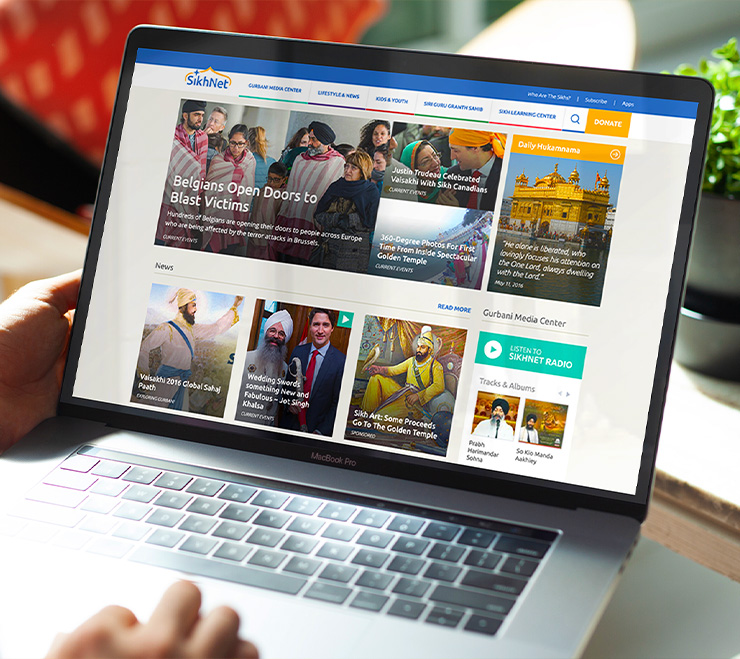 SikhNet
Who Are The Sikhs? | Subscribe | Apps
GURBANI MEDIA CENTER
LIFESTYLE & NEWS
KIDS & YOUTH
SIRI GURU GRANTH SAHIB
SIKH LEARNING CENTER
DONATE
Belgians Open Doors to
Blast Victims
Hundreds of Belgians are opening their doors to people across Europe
who are being affected by the terror attacks in Brussels.
CURRENT EVENTS
Justin Trudeau Celebrated
Vaisakhi With Sikh Canadians
CURRENT EVENTS
360-Degree Photos For First
Time From Inside Spectacular
Golden Temple
CURRENT EVENTS
Daily Hukamnama
"He alone is liberated, who
lovingly focuses his attention on
the One Lord, always dwelling
with the Lord."
May 11, 2016
News
READ MORE
Vaisakhi 2016 Global Sahaj
Paath
EXPLORING GURBANI
Wedding Swords
something New and
Fabulous – Jot Singh
Khalsa
CURRENT EVENTS
Sikh Art: Some Proceeds
Go To The Golden Temple
SPONSORED
Gurbani Media Center
LISTEN TO
SIKHNET RADIO
Tracks & Albums
Prabh
Harimandar
Sohna
So Kio Manda
Aakhiey
MacBook Pro